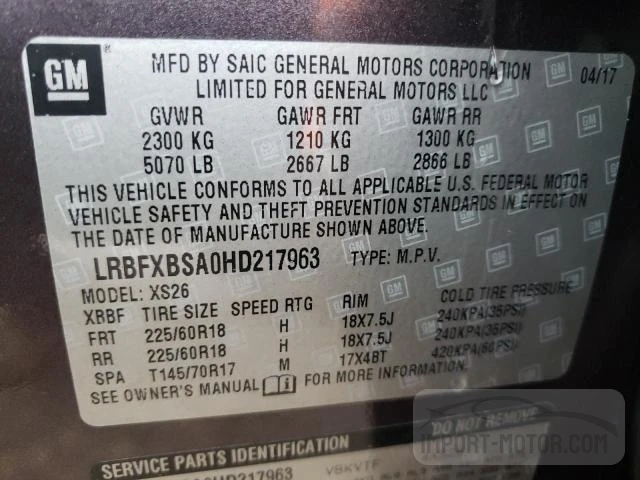 GM
MFD BY SAIC GENERAL MOTORS CORPORATION 04/17
LIMITED FOR GENERAL MOTORS LLC
GVWR GAWR FRT GAWR RR
2300 KG 1210 KG 1300 KG
5070 LB 2667 LB 2866 LB
THIS VEHICLE CONFORMS TO ALL APPLICABLE U.S. FEDERAL MOTOR
VEHICLE SAFETY AND THEFT PREVENTION STANDARDS IN EFFECT ON
THE DATE OF MANUFACTURE SHOWN ABOVE.
LRBFXBSA0HD217963 TYPE: M.P.V.
MODEL: XS26
XBBF TIRE SIZE SPEED RTG RIM COLD TIRE PRESSURE
FRT 225/60R18 H 18X7.5J 240KPA(35PSI)
RR 225/60R18 H 18X7.5J 240KPA(35PSI)
SPA T145/70R17 M 17X4BT 420KPA(60PSI)
SEE OWNER'S MANUAL FOR MORE INFORMATION.
DO NOT REMOVE
SERVICE PARTS IDENTIFICATION
0HD217963 VBKVTF
IMPORT-MOTOR.COM